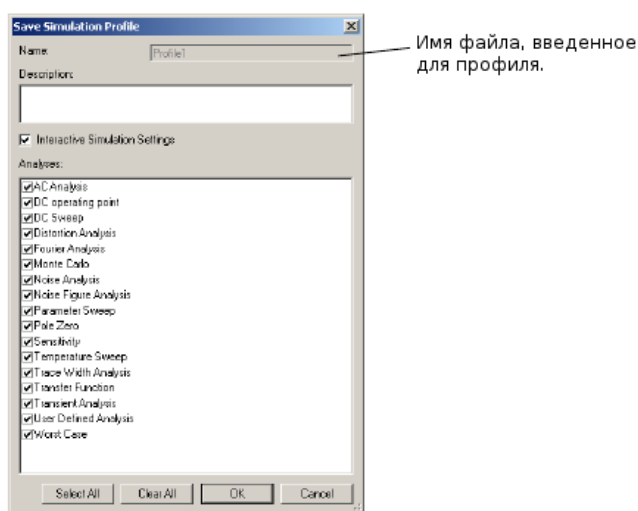 Save Simulation Profile
Name:
Profile1
Имя файла, введенное
для профиля.
Description:
Interactive Simulation Settings
Analyses:
AC Analysis
DC operating point
DC Sweep
Distortion Analysis
Fourier Analysis
Monte Carlo
Noise Analysis
Noise Figure Analysis
Parameter Sweep
Pole Zero
Sensitivity
Temperature Sweep
Trace Width Analysis
Transfer Function
Transient Analysis
User Defined Analysis
Worst Case
Select All Clear All OK Cancel